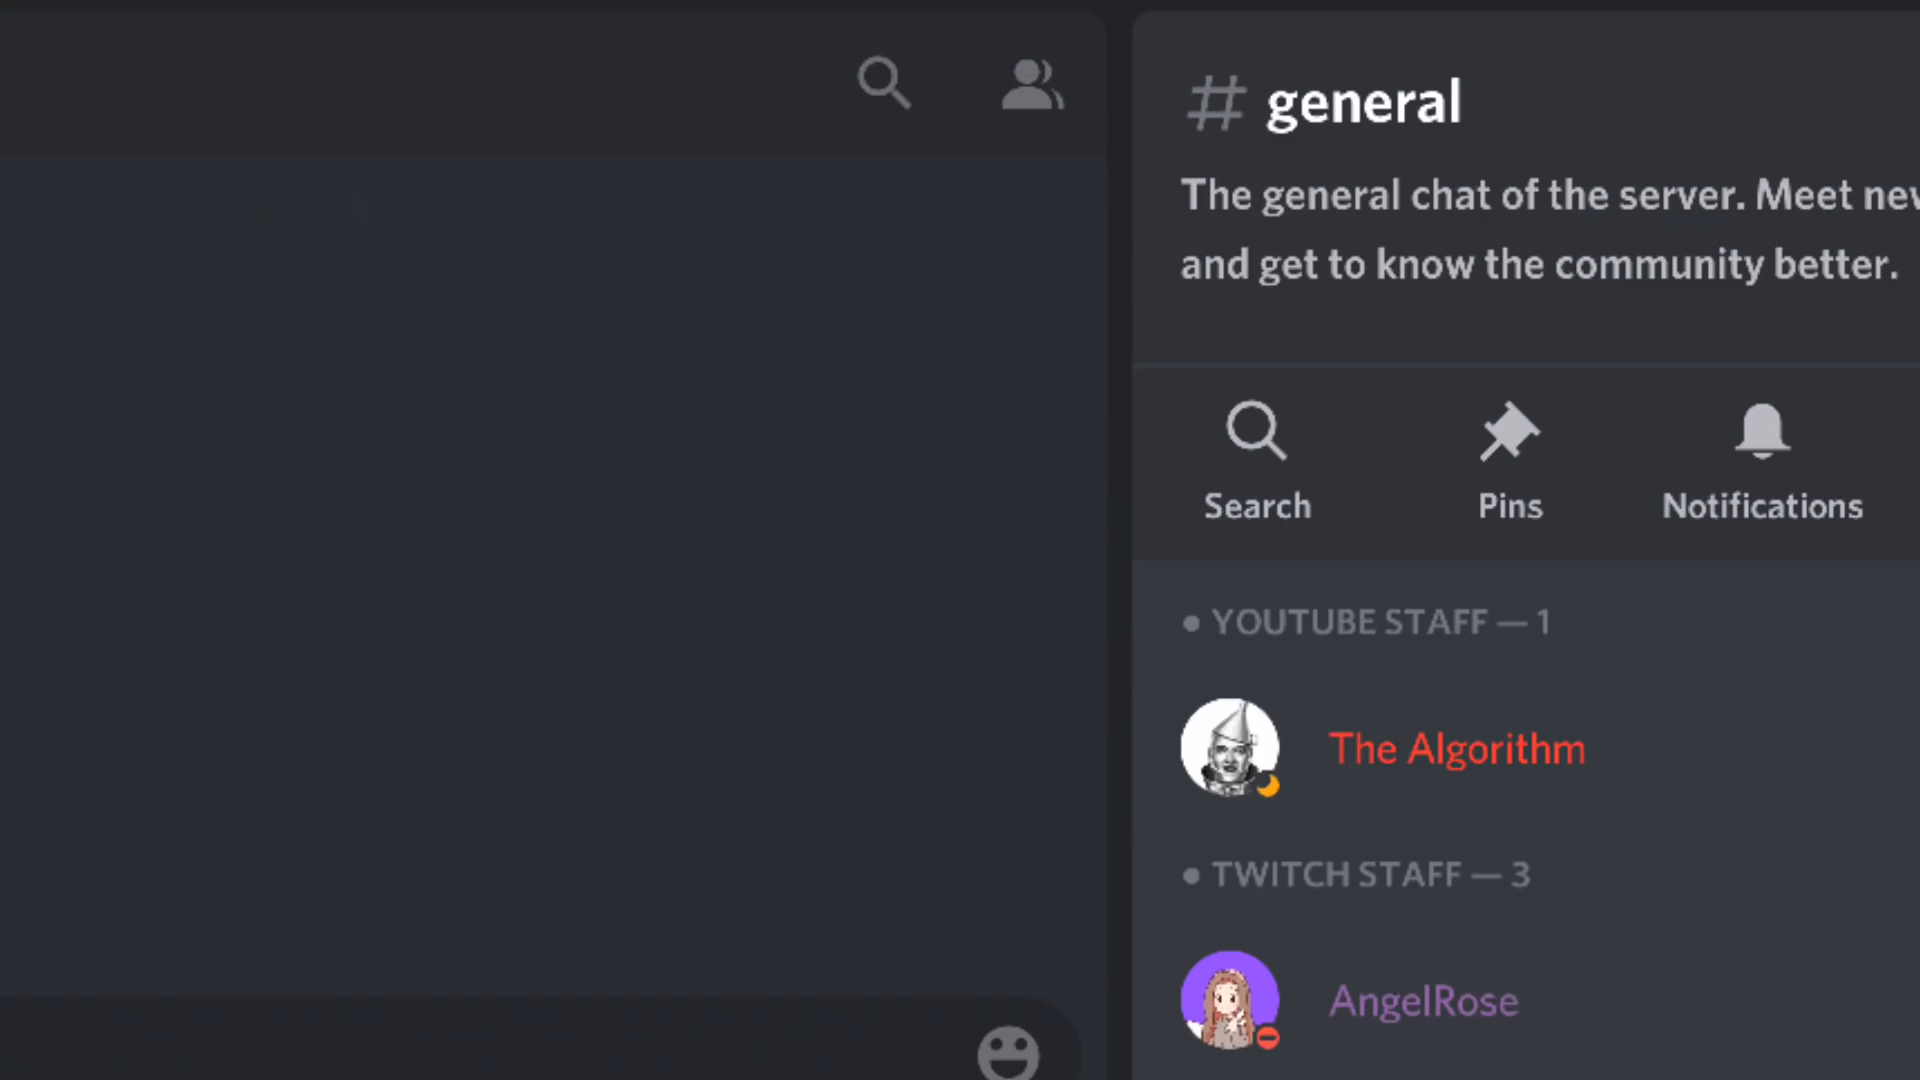 # general
The general chat of the server. Meet
and get to know the community better.
Search Pins Notifications
• YOUTUBE STAFF — 1
The Algorithm
• TWITCH STAFF — 3
AngelRose